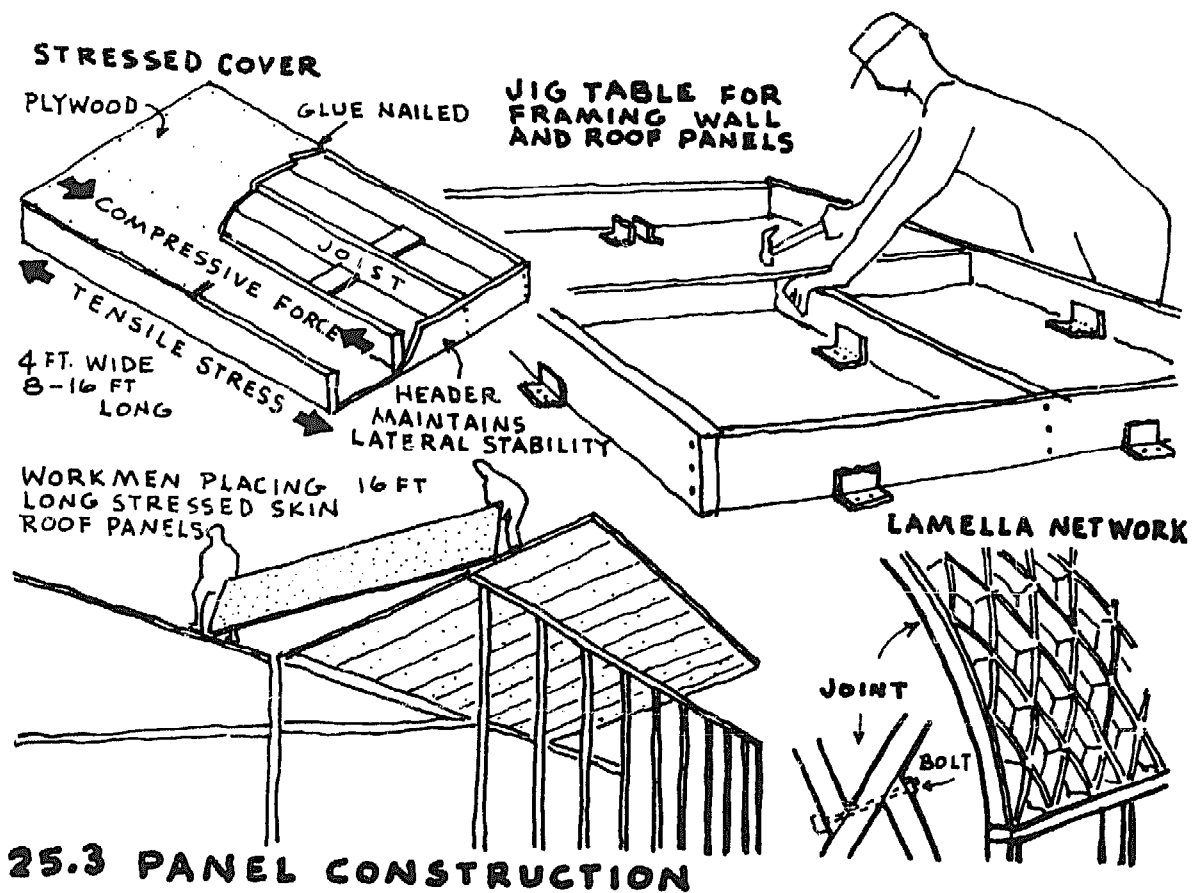 STRESSED COVER
PLYWOOD
GLUE NAILED
COMPRESSIVE FORCE
JOIST
TENSILE STRESS
4 FT. WIDE
8-16 FT
LONG
HEADER
MAINTAINS
LATERAL STABILITY
JIG TABLE FOR
FRAMING WALL
AND ROOF PANELS
WORKMEN PLACING 16 FT
LONG STRESSED SKIN
ROOF PANELS
LAMELLA NETWORK
JOINT
BOLT
25.3 PANEL CONSTRUCTION